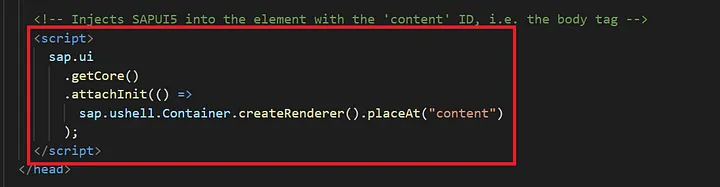 <!-- Injects SAPUI5 into the element with the 'content' ID, i.e. the body tag -->
<script>
sap.ui
.getCore()
.attachInit(() =>
sap.ushell.Container.createRenderer().placeAt("content")
);
</script>
</head>